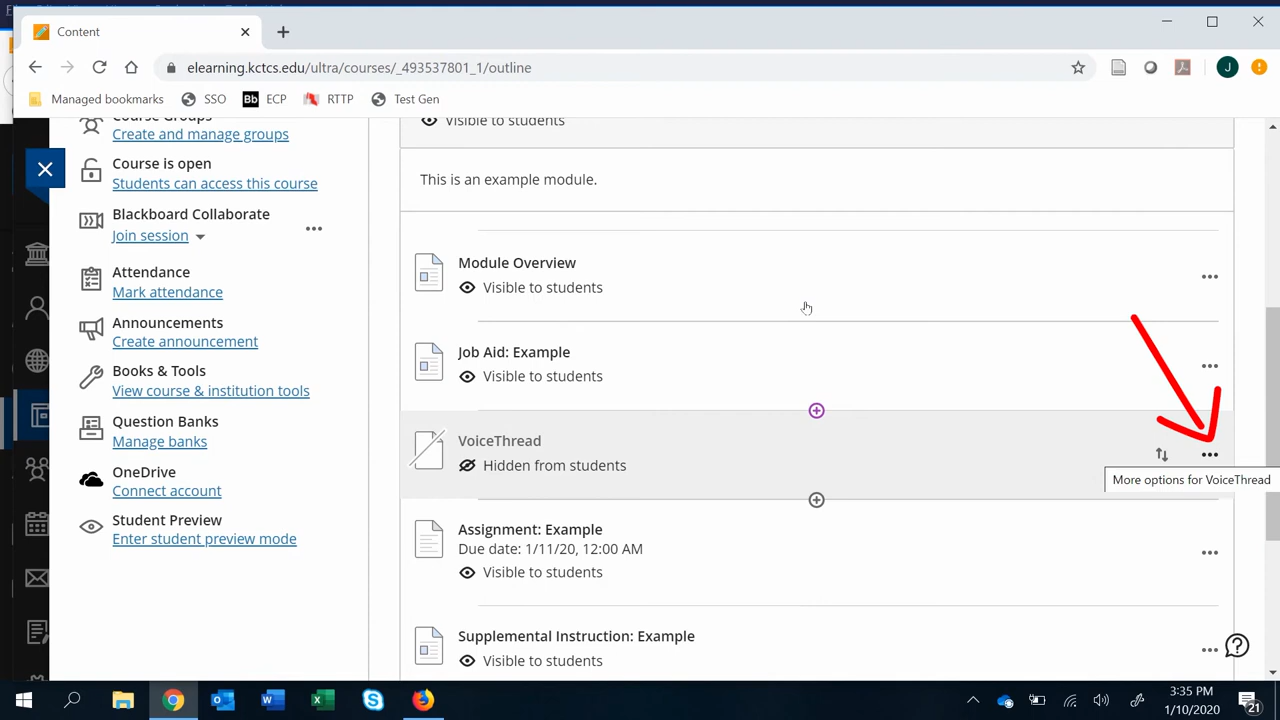 Content
elearning.kctcs.edu/ultra/courses/_493537801_1/outline
J
Managed bookmarks
SSO
Bb ECP
RTTP
Test Gen
Course Groups
Create and manage groups
Course is open
Students can access this course
Blackboard Collaborate
Join session
Attendance
Mark attendance
Announcements
Create announcement
Books & Tools
View course & institution tools
Question Banks
Manage banks
OneDrive
Connect account
Student Preview
Enter student preview mode
Visible to students
This is an example module.
Module Overview
Visible to students
Job Aid: Example
Visible to students
VoiceThread
Hidden from students
More options for VoiceThread
Assignment: Example
Due date: 1/11/20, 12:00 AM
Visible to students
Supplemental Instruction: Example
Visible to students
3:35 PM
1/10/2020
21